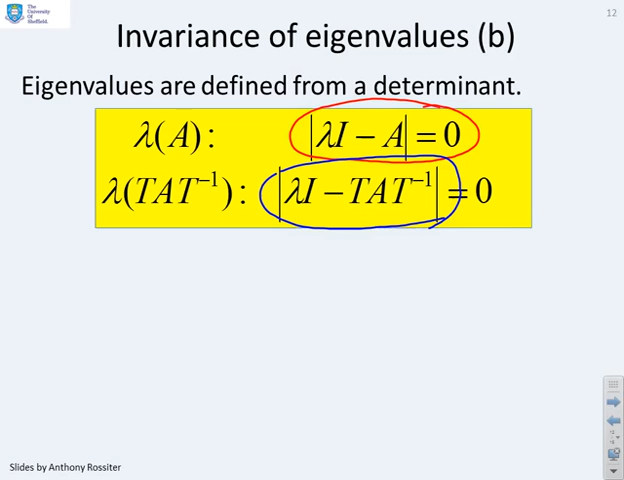 The
University
Of
Sheffield.
12
Invariance of eigenvalues (b)
Eigenvalues are defined from a determinant.
λ(A): |λI − A| = 0
λ(TAT⁻¹): |λI − TAT⁻¹| = 0
Slides by Anthony Rossiter